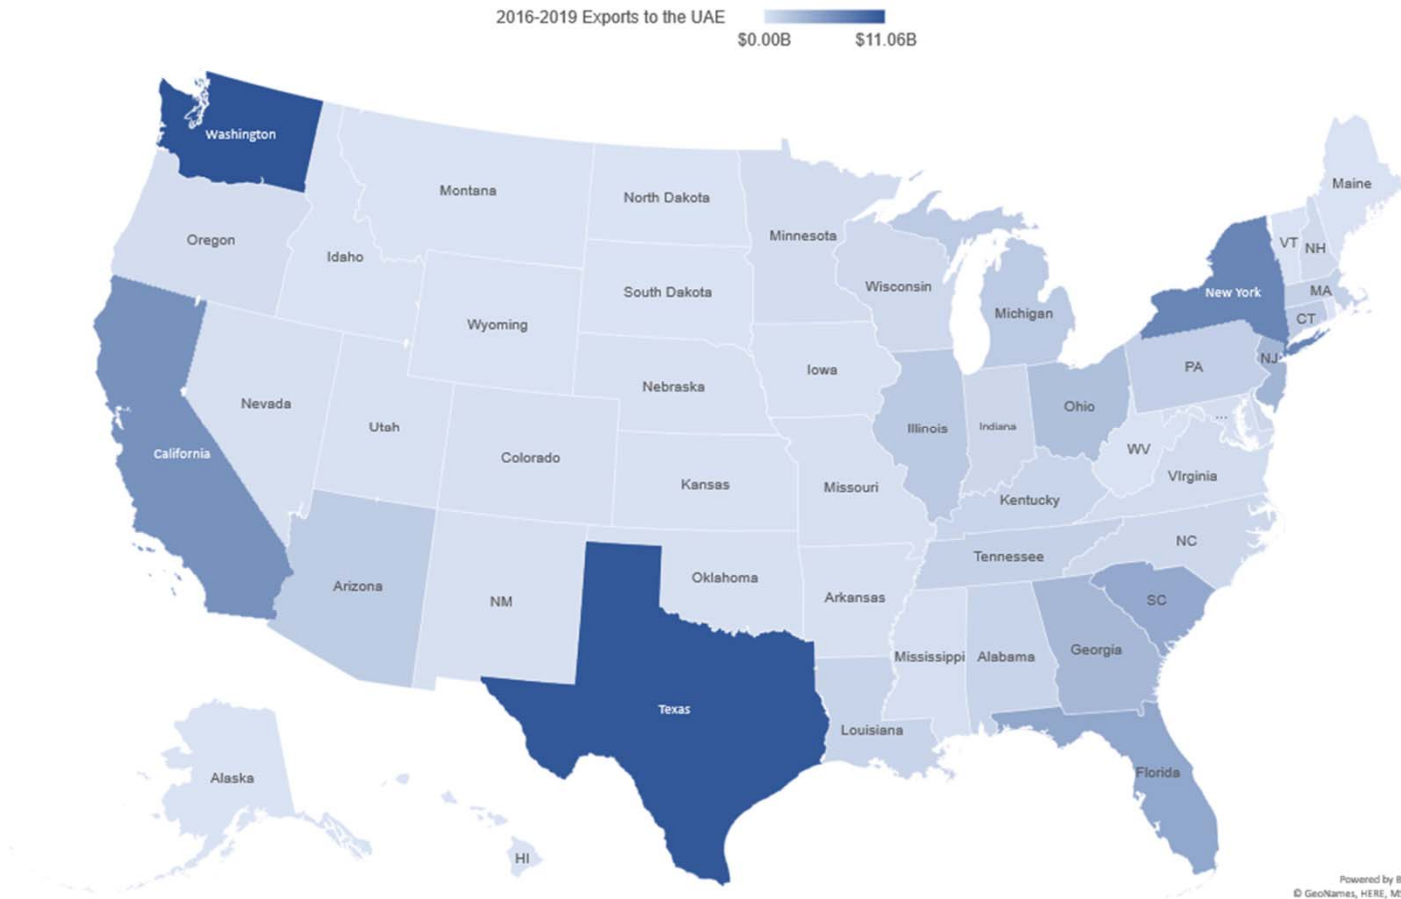 2016-2019 Exports to the UAE
$0.00B $11.06B
Washington
Montana
North Dakota
Minnesota
Maine
Oregon
Idaho
VT
NH
Wisconsin
South Dakota
New York
MA
Wyoming
Michigan
CT
NJ
Iowa
PA
Nebraska
Nevada
Ohio
...
Utah
Illinois
Indiana
California
Colorado
WV
Kansas
Missouri
VIrginia
Kentucky
NC
Tennessee
Arizona
Oklahoma
NM
Arkansas
SC
Georgia
Mississippi
Alabama
Texas
Louisiana
Florida
Alaska
HI
Powered by B
© GeoNames, HERE, MS